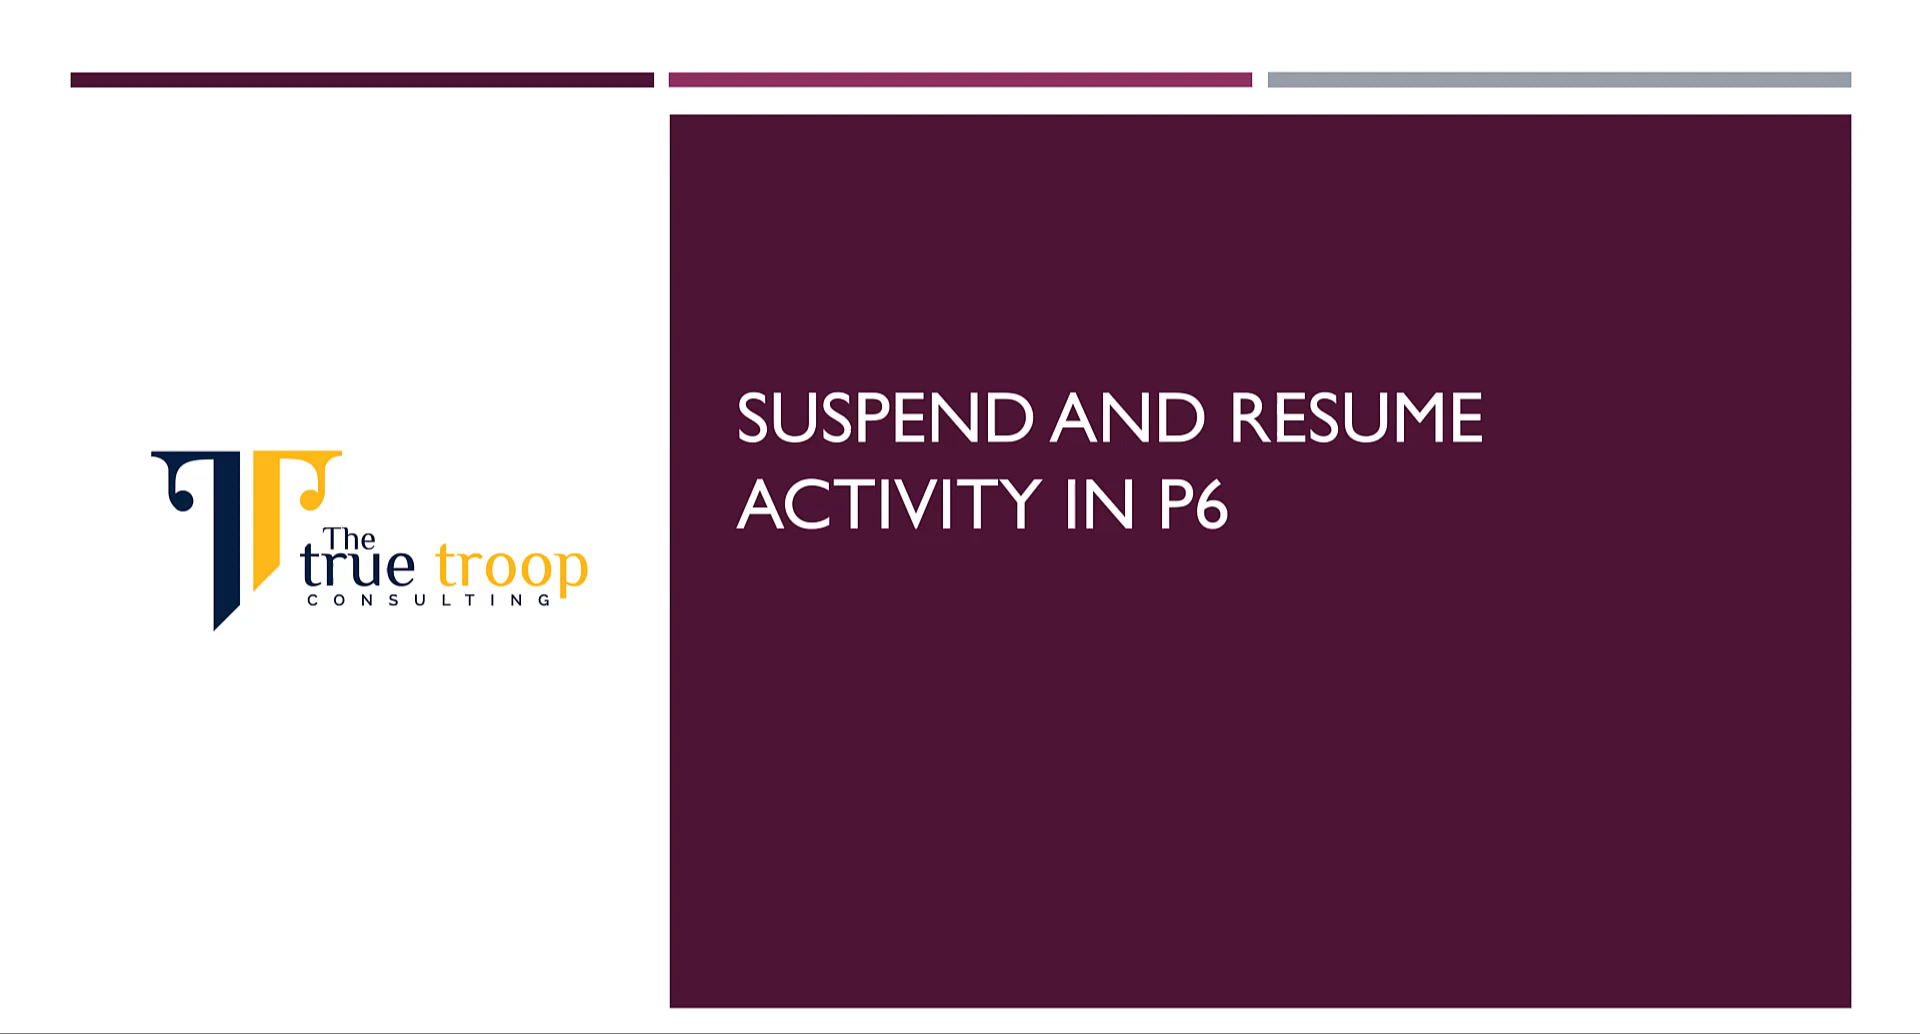 The
true troop
CONSULTING
SUSPEND AND RESUME
ACTIVITY IN P6